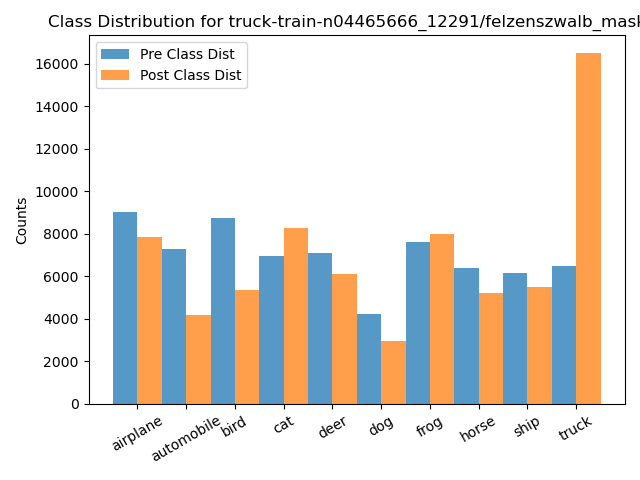 Class Distribution for truck-train-n04465666_12291/felzenszwalb_mask
Pre Class Dist
Post Class Dist
Counts
16000
14000
12000
10000
8000
6000
4000
2000
0
airplane
automobile
bird
cat
deer
dog
frog
horse
ship
truck